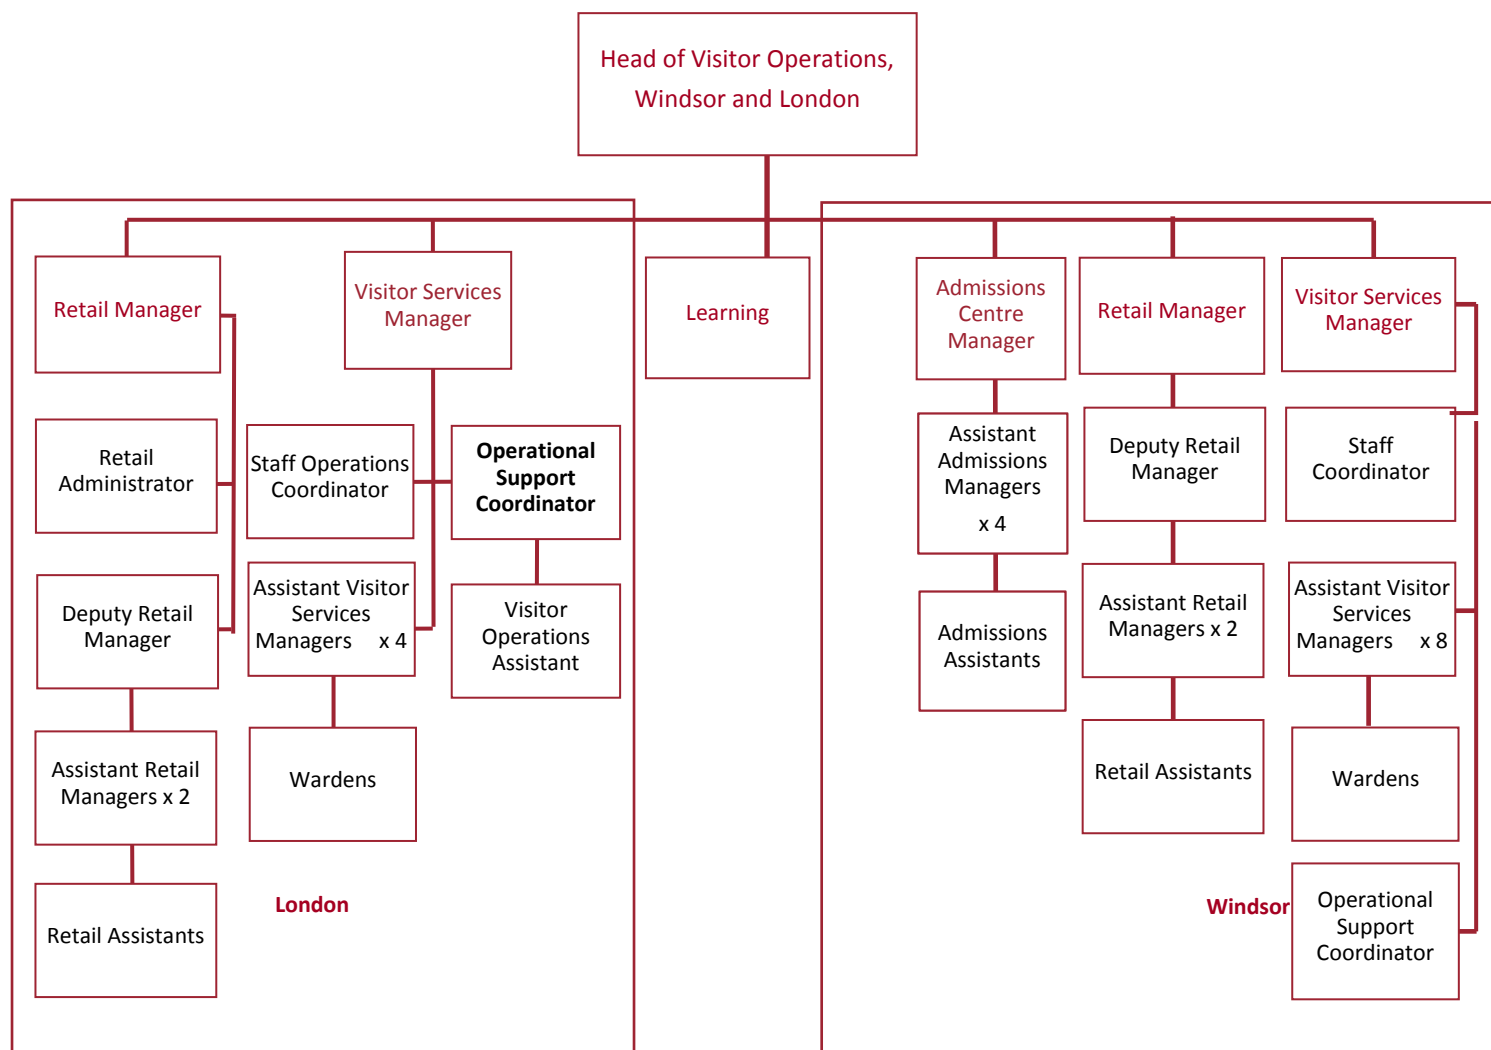 Head of Visitor Operations,
Windsor and London
Retail Manager
Visitor Services
Manager
Learning
Admissions
Centre
Manager
Retail Manager
Visitor Services
Manager
Retail
Administrator
Staff Operations
Coordinator
Operational
Support
Coordinator
Assistant
Admissions
Managers
x 4
Deputy Retail
Manager
Staff
Coordinator
Deputy Retail
Manager
Assistant Visitor
Services
Managers x 4
Visitor
Operations
Assistant
Admissions
Assistants
Assistant Retail
Managers x 2
Assistant Visitor
Services
Managers x 8
Assistant Retail
Managers x 2
Wardens
Retail Assistants
Wardens
Retail Assistants
London
Windsor
Operational
Support
Coordinator